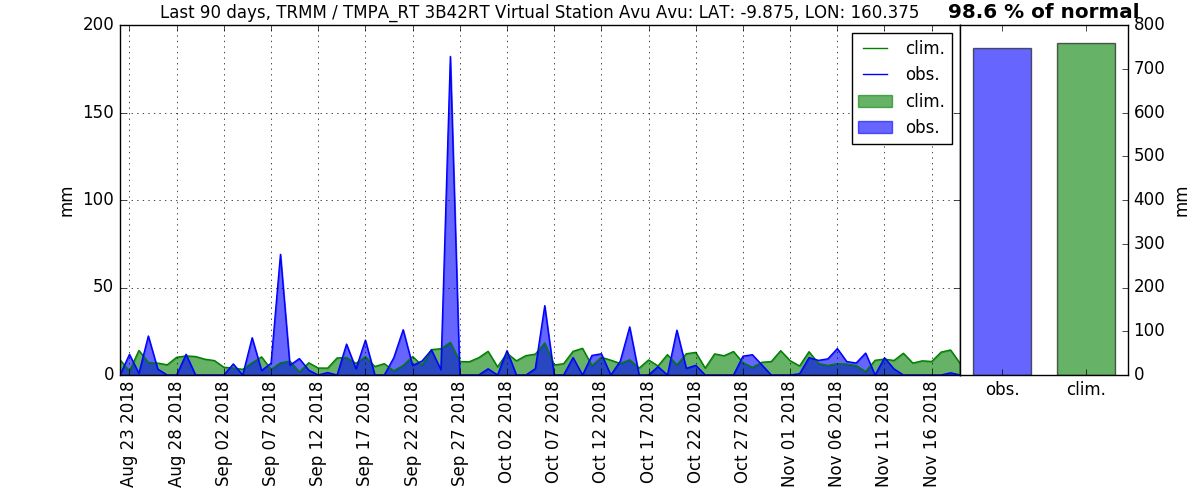 Last 90 days, TRMM / TMPA_RT 3B42RT Virtual Station Avu Avu: LAT: -9.875, LON: 160.375
98.6 % of normal
200
150
100
50
0
mm
clim.
obs.
clim.
obs.
800
700
600
500
400
300
200
100
0
mm
obs.
clim.
Aug 23 2018
Aug 28 2018
Sep 02 2018
Sep 07 2018
Sep 12 2018
Sep 17 2018
Sep 22 2018
Sep 27 2018
Oct 02 2018
Oct 07 2018
Oct 12 2018
Oct 17 2018
Oct 22 2018
Oct 27 2018
Nov 01 2018
Nov 06 2018
Nov 11 2018
Nov 16 2018